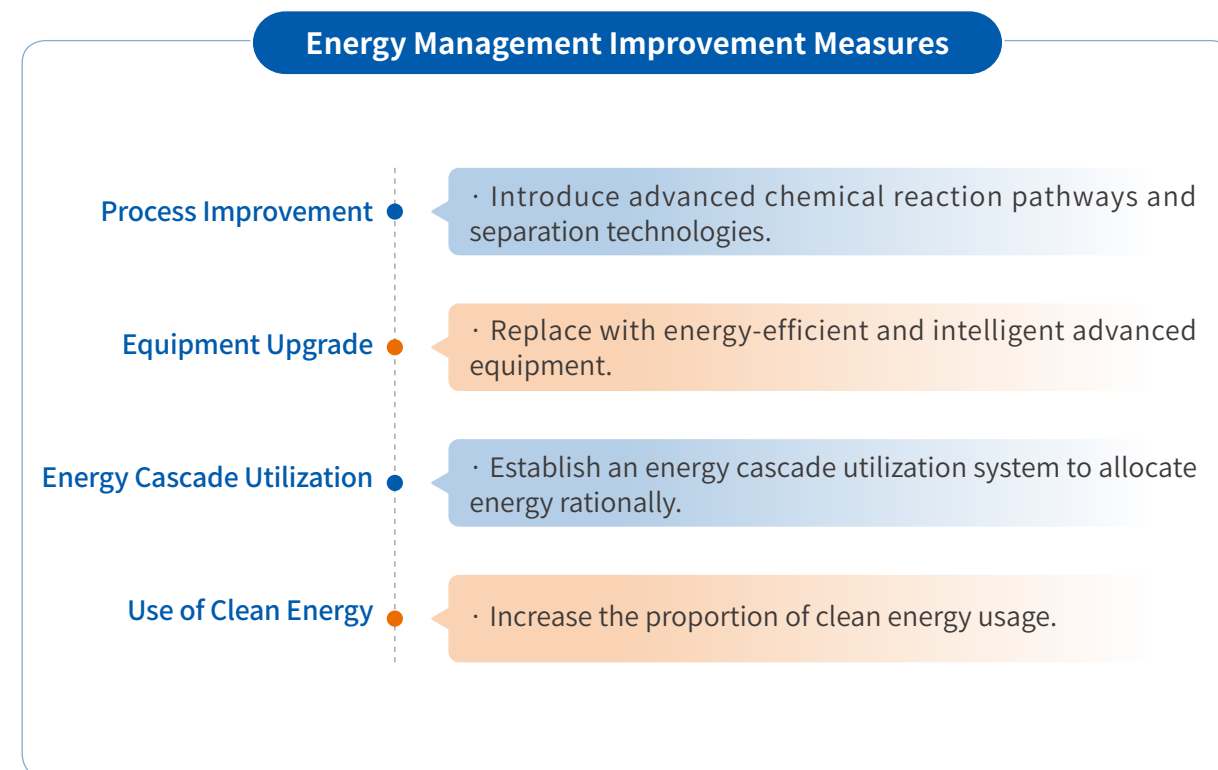 Energy Management Improvement Measures
Process Improvement
· Introduce advanced chemical reaction pathways and
separation technologies.
Equipment Upgrade
· Replace with energy-efficient and intelligent advanced
equipment.
Energy Cascade Utilization
· Establish an energy cascade utilization system to allocate
energy rationally.
Use of Clean Energy
· Increase the proportion of clean energy usage.